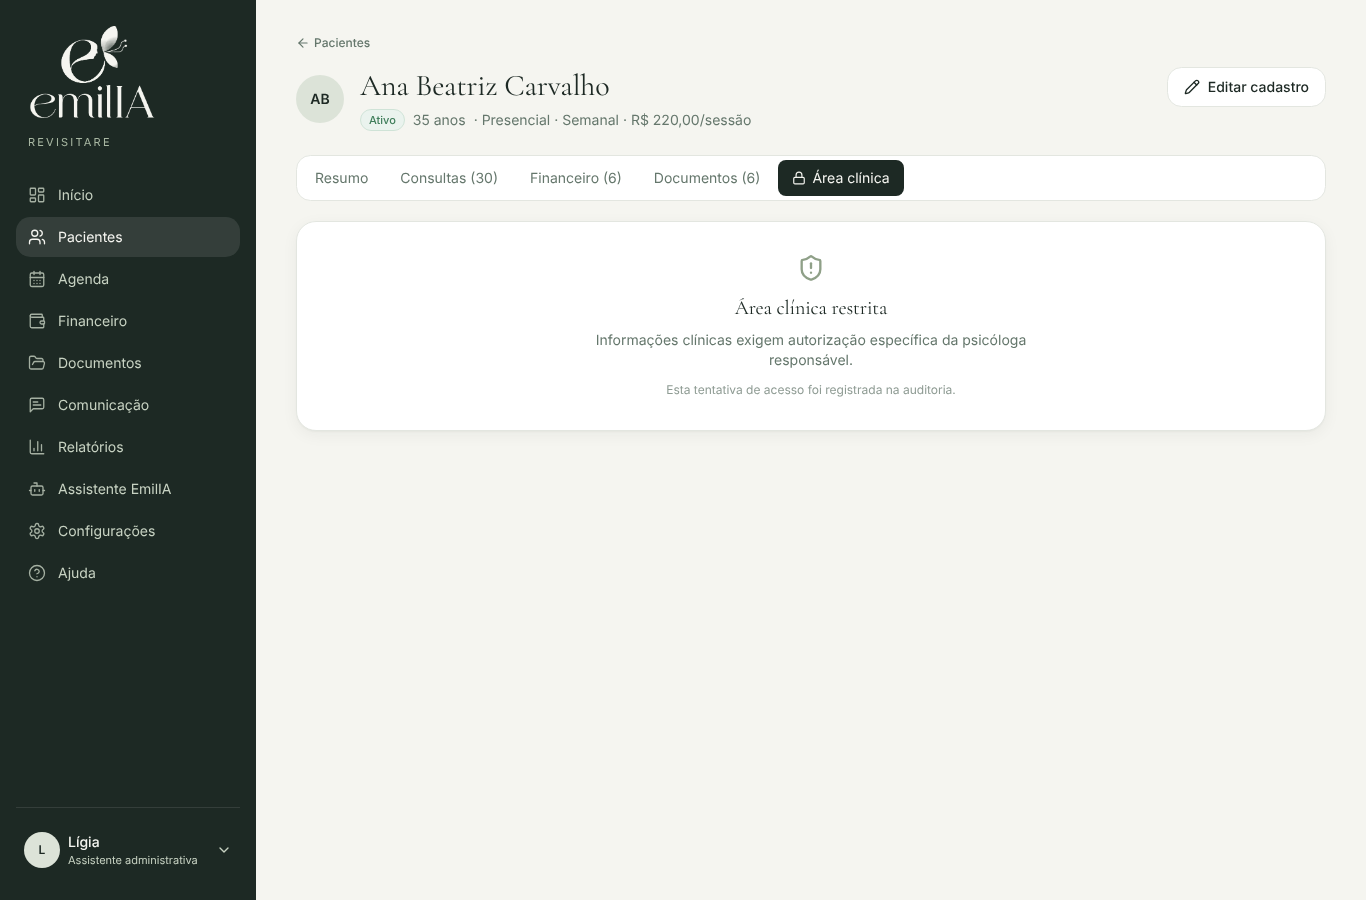 emillA
REVISITARE
Início
Pacientes
Agenda
Financeiro
Documentos
Comunicação
Relatórios
Assistente EmillA
Configurações
Ajuda
L
Lígia
Assistente administrativa
← Pacientes
AB
Ana Beatriz Carvalho
Ativo 35 anos · Presencial · Semanal · R$ 220,00/sessão
Editar cadastro
Resumo Consultas (30) Financeiro (6) Documentos (6) Área clínica
Área clínica restrita
Informações clínicas exigem autorização específica da psicóloga
responsável.
Esta tentativa de acesso foi registrada na auditoria.